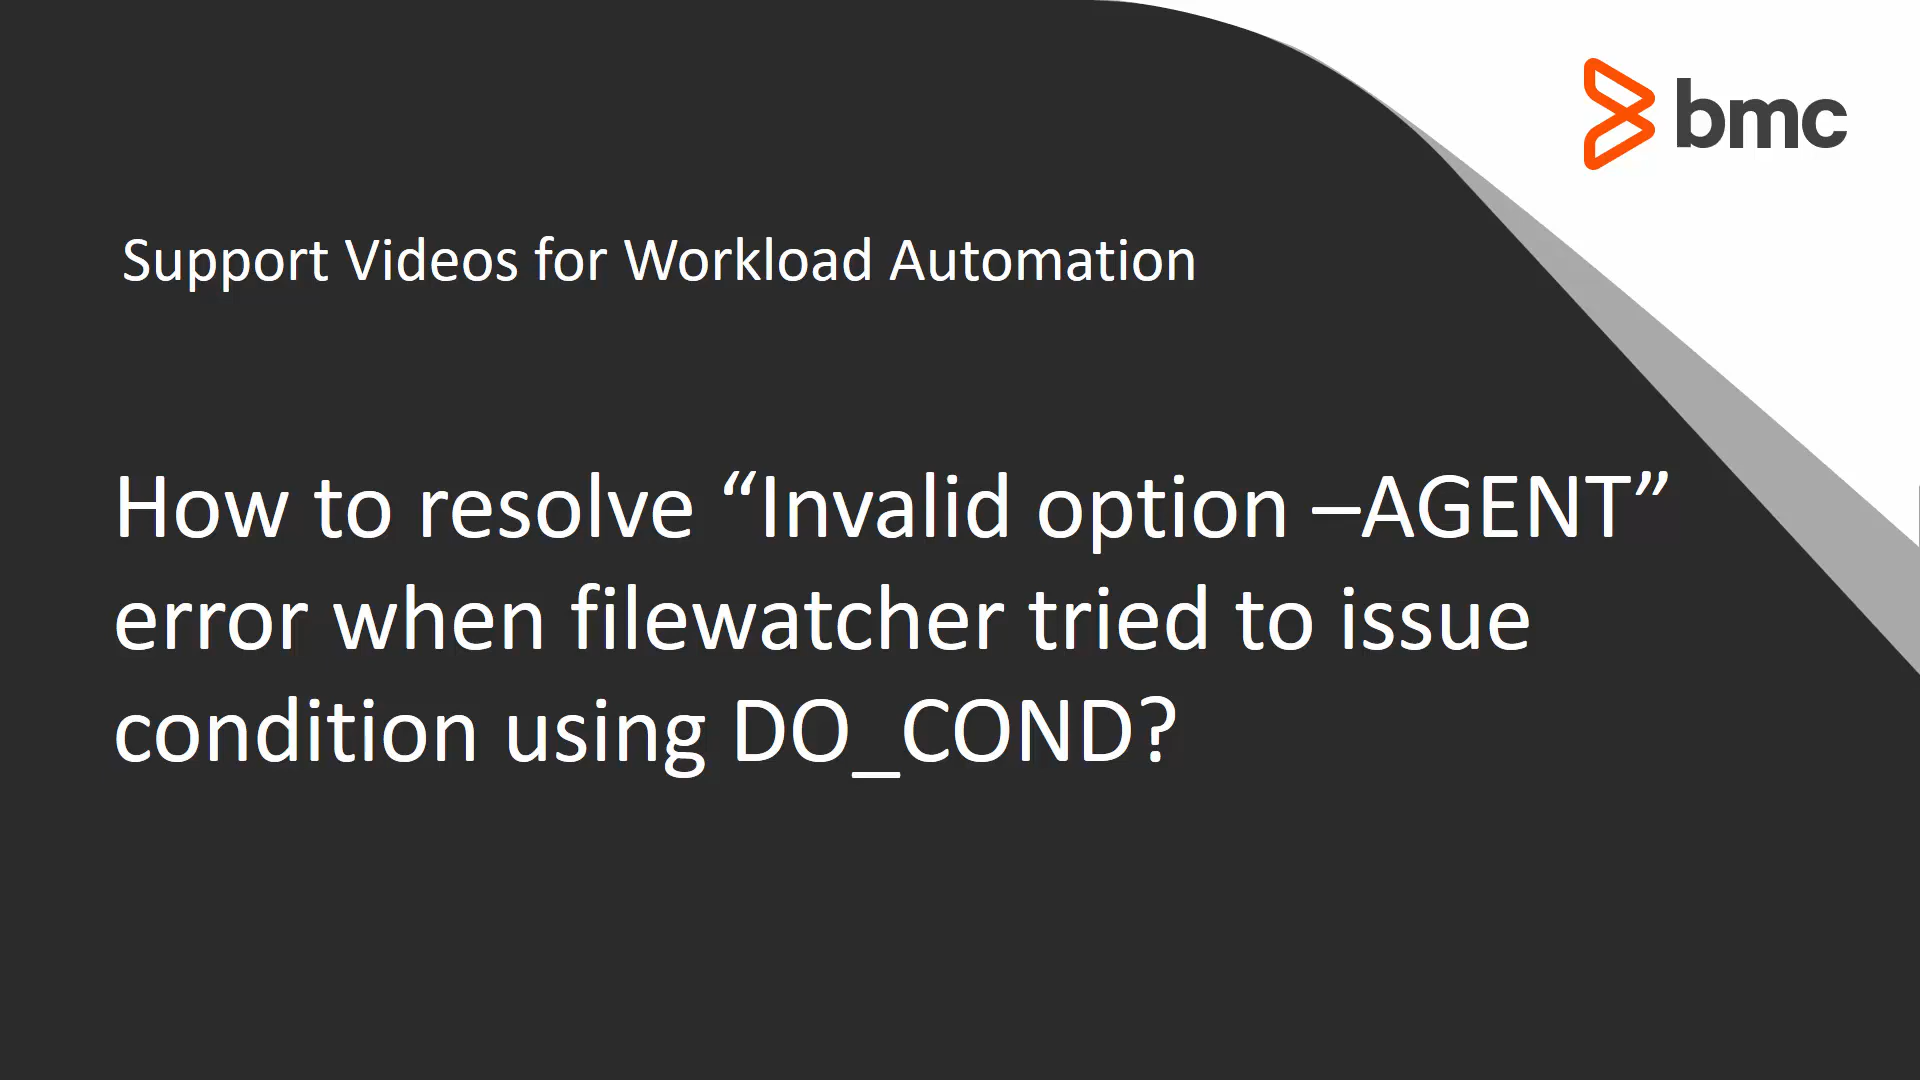 bmc
Support Videos for Workload Automation
How to resolve “Invalid option –AGENT”
error when filewatcher tried to issue
condition using DO_COND?